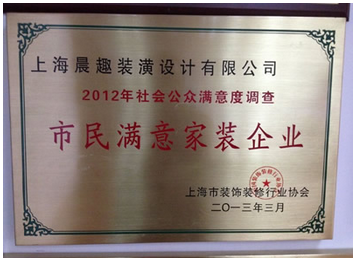 上海晨趣装潢设计有限公司
2012年社会公众满意度调查
市民满意家装企业
上海市装饰装修行业协会
二〇一三年三月